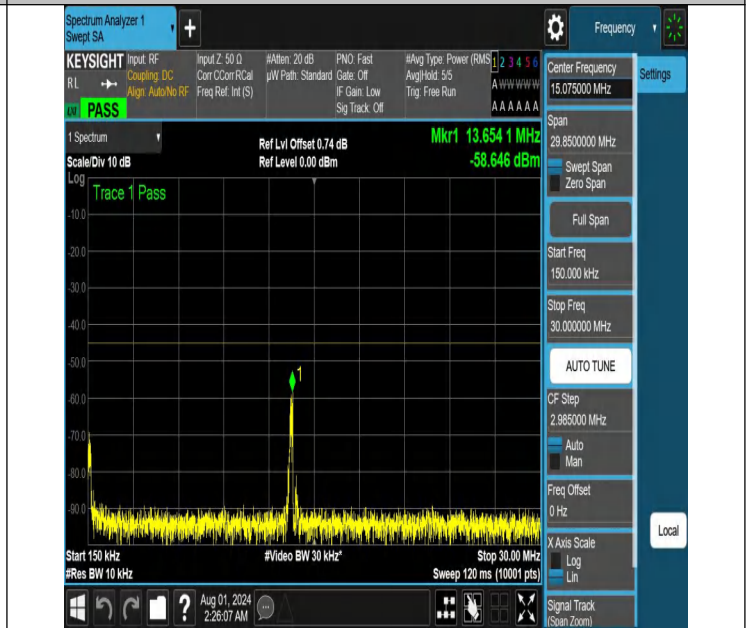 Spectrum Analyzer 1
Swept SA
+
Frequency
KEYSIGHT
RL
PASS
Input: RF
Coupling: DC
Align: Auto/No RF
Input Z: 50 Ω
Corr CCorr RCal
Freq Ref: Int (S)
#Atten: 20 dB
µW Path: Standard
PNO: Fast
Gate: Off
IF Gain: Low
Sig Track: Off
#Avg Type: Power (RMS
Avg|Hold: 5/5
Trig: Free Run
1 2 3 4 5 6
A W W W W W
A A A A A A
1 Spectrum
Scale/Div 10 dB
Ref Lvl Offset 0.74 dB
Ref Level 0.00 dBm
Mkr1 13.654 1 MHz
-58.646 dBm
Log
Trace 1 Pass
-10.0
-20.0
-30.0
-40.0
-50.0
-60.0
-70.0
-80.0
-90.0
1
Start 150 kHz
#Res BW 10 kHz
#Video BW 30 kHz*
Stop 30.00 MHz
Sweep 120 ms (10001 pts)
Center Frequency
15.075000 MHz
Settings
Span
29.8500000 MHz
Swept Span
Zero Span
Full Span
Start Freq
150.000 kHz
Stop Freq
30.000000 MHz
AUTO TUNE
CF Step
2.985000 MHz
Auto
Man
Freq Offset
0 Hz
X Axis Scale
Log
Lin
Local
Signal Track
(Span Zoom)
?
Aug 01, 2024
2:26:07 AM